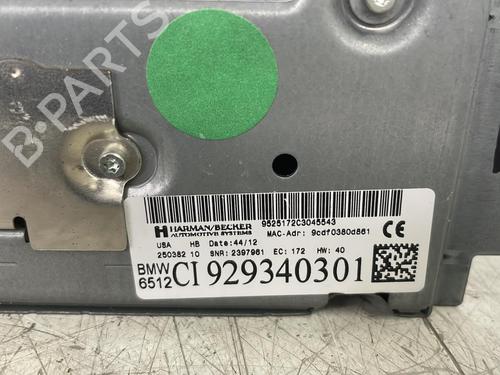 B-PARTS
HARMAN/BECKER
AUTOMOTIVE SYSTEMS
9525172C3045543
MAC-Adr: 9cdf0380d861
CE
USA HB Date: 44/12
250382 10 SNR: 2397961 EC: 172 HW: 40
BMW
6512 CI 929340301